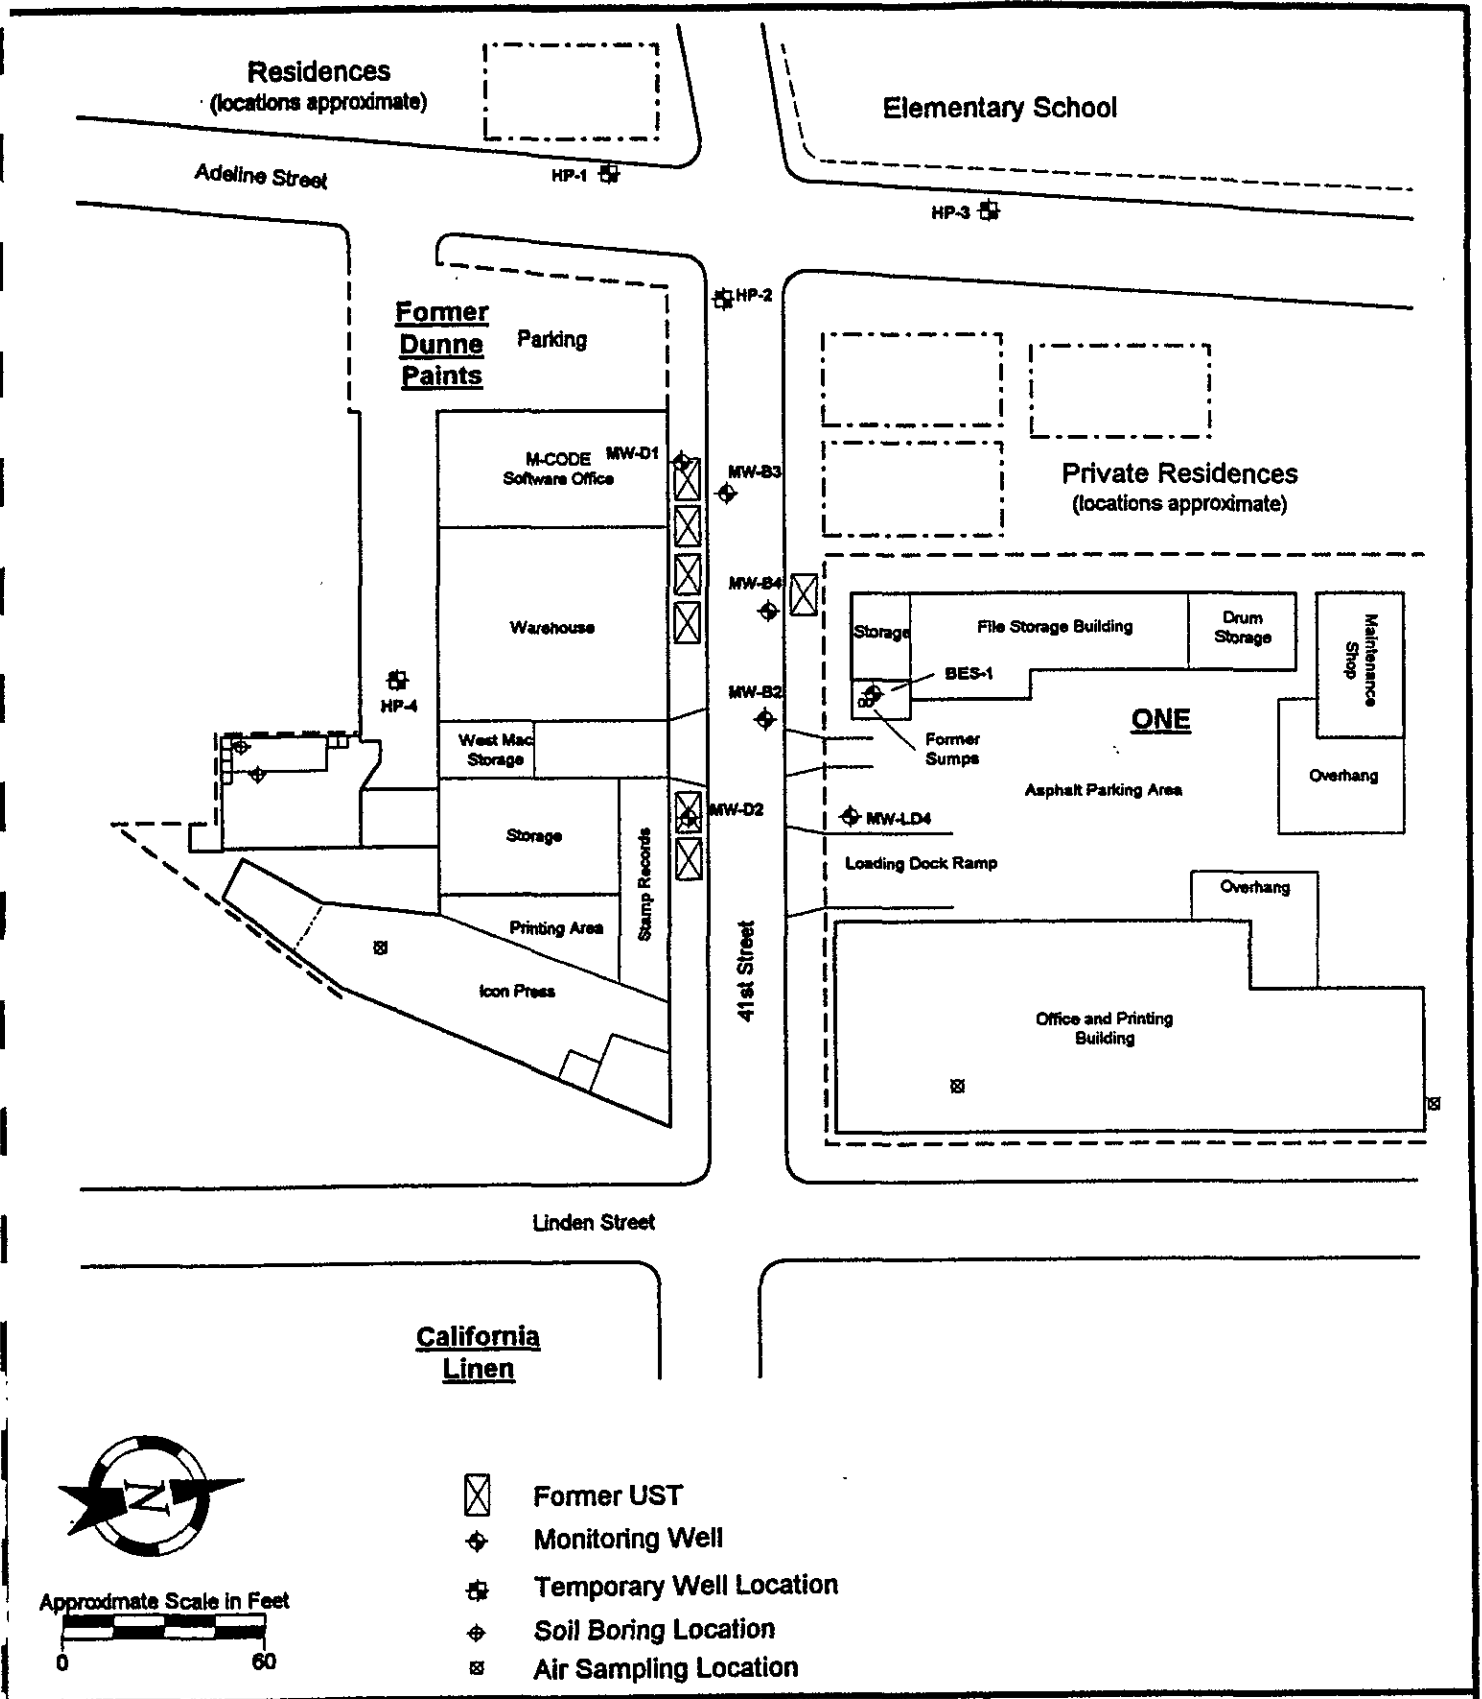 Residences
(locations approximate)
Elementary School
Adeline Street
HP-1
HP-3
HP-2
Former
Dunne
Paints
Parking
M-CODE
Software Office
MW-D1
MW-B3
Private Residences
(locations approximate)
MW-B4
Warehouse
Storage
File Storage Building
Drum
Storage
Maintenance
Shop
BES-1
HP-4
MW-B2
ONE
West Mac
Storage
Former
Sumps
Overhang
Asphalt Parking Area
MW-D2
MW-LD4
Storage
Stamp Records
Loading Dock Ramp
Overhang
Printing Area
41st Street
Icon Press
Office and Printing
Building
Linden Street
California
Linen
N
Former UST
Monitoring Well
Temporary Well Location
Soil Boring Location
Air Sampling Location
Approximate Scale in Feet
0
60